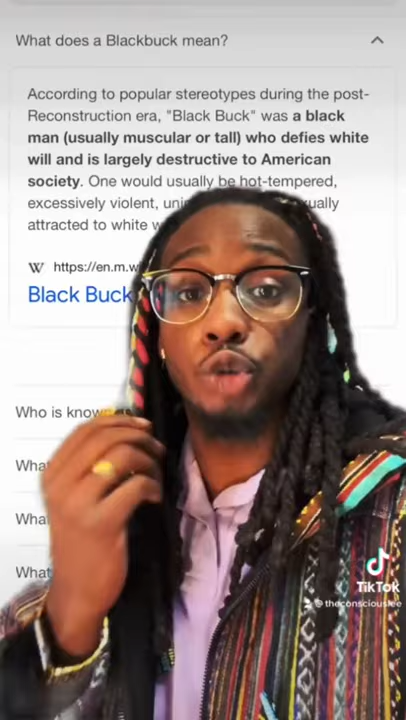 What does a Blackbuck mean?
According to popular stereotypes during the post-
Reconstruction era, "Black Buck" was a black
man (usually muscular or tall) who defies white
will and is largely destructive to American
society. One would usually be hot-tempered,
excessively violent,
attracted to white
W https://en.m.w
Black Buck
Who is know
What
TikTok
@theconsciouslee